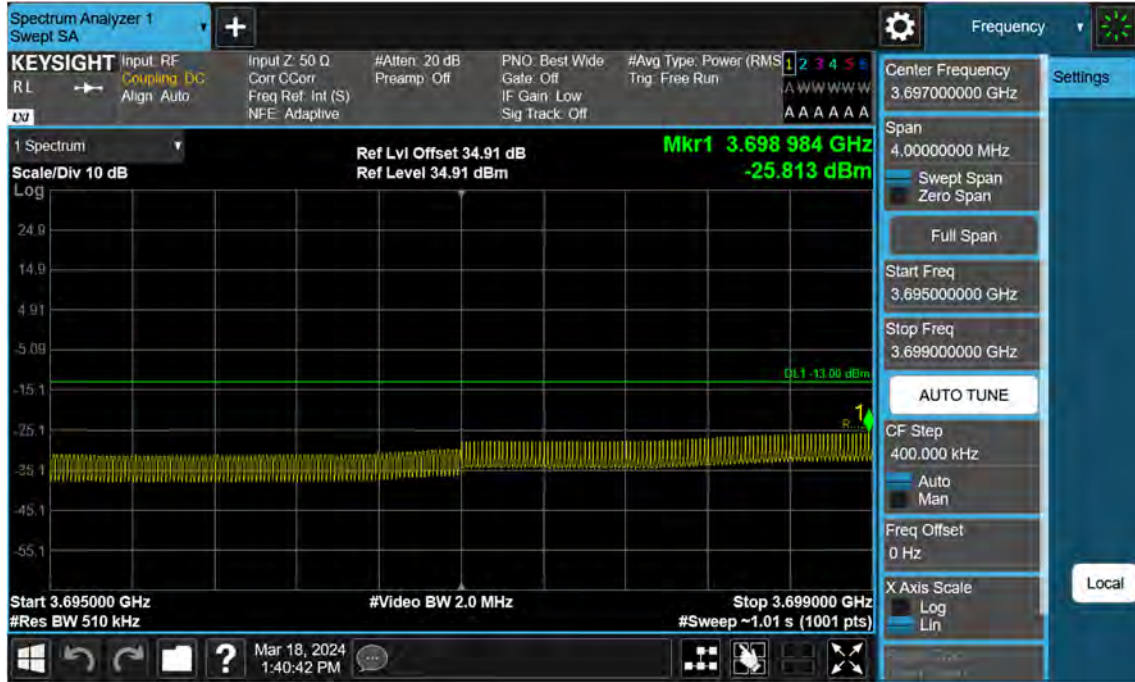 Spectrum Analyzer 1
Swept SA
Frequency
KEYSIGHT
RL
LXI
Input: RF
Coupling: DC
Align: Auto
Input Z: 50 Ω
Corr CCorr
Freq Ref: Int (S)
NFE: Adaptive
#Atten: 20 dB
Preamp: Off
PNO: Best Wide
Gate: Off
IF Gain: Low
Sig Track: Off
#Avg Type: Power (RMS
Trig: Free Run
1 2 3 4 5 6
A W W W W W
A A A A A A
1 Spectrum
Scale/Div 10 dB
Log
Ref Lvl Offset 34.91 dB
Ref Level 34.91 dBm
Mkr1 3.698 984 GHz
-25.813 dBm
24.9
14.9
4.91
-5.09
DL1 -13.00 dBm
-15.1
1
-25.1
-35.1
-45.1
-55.1
Start 3.695000 GHz
#Res BW 510 kHz
#Video BW 2.0 MHz
Stop 3.699000 GHz
#Sweep ~1.01 s (1001 pts)
Center Frequency
3.697000000 GHz
Settings
Span
4.00000000 MHz
Swept Span
Zero Span
Full Span
Start Freq
3.695000000 GHz
Stop Freq
3.699000000 GHz
AUTO TUNE
CF Step
400.000 kHz
Auto
Man
Freq Offset
0 Hz
X Axis Scale
Log
Lin
Local
?
Mar 18, 2024
1:40:42 PM